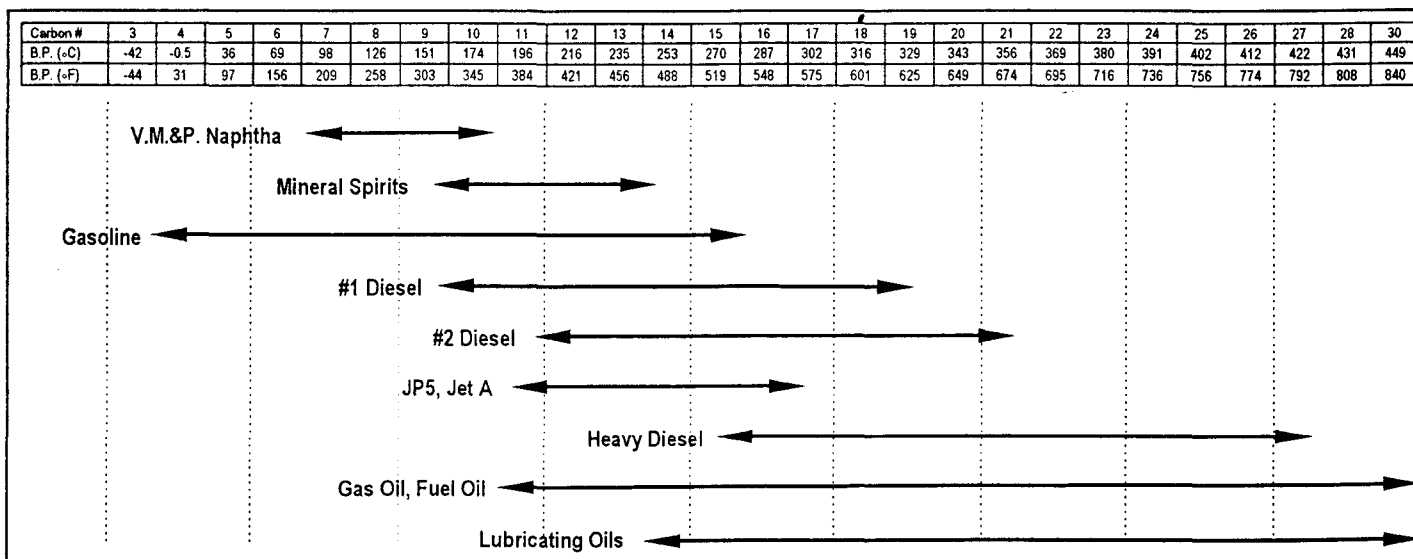 Carbon # 3 4 5 6 7 8 9 10 11 12 13 14 15 16 17 18 19 20 21 22 23 24 25 26 27 28 30
B.P. (∘C) -42 -0.5 36 69 98 126 151 174 196 216 235 253 270 287 302 316 329 343 356 369 380 391 402 412 422 431 449
B.P. (∘F) -44 31 97 156 209 258 303 345 384 421 456 488 519 548 575 601 625 649 674 695 716 736 756 774 792 808 840
V.M.&P. Naphtha
Mineral Spirits
Gasoline
#1 Diesel
#2 Diesel
JP5, Jet A
Heavy Diesel
Gas Oil, Fuel Oil
Lubricating Oils